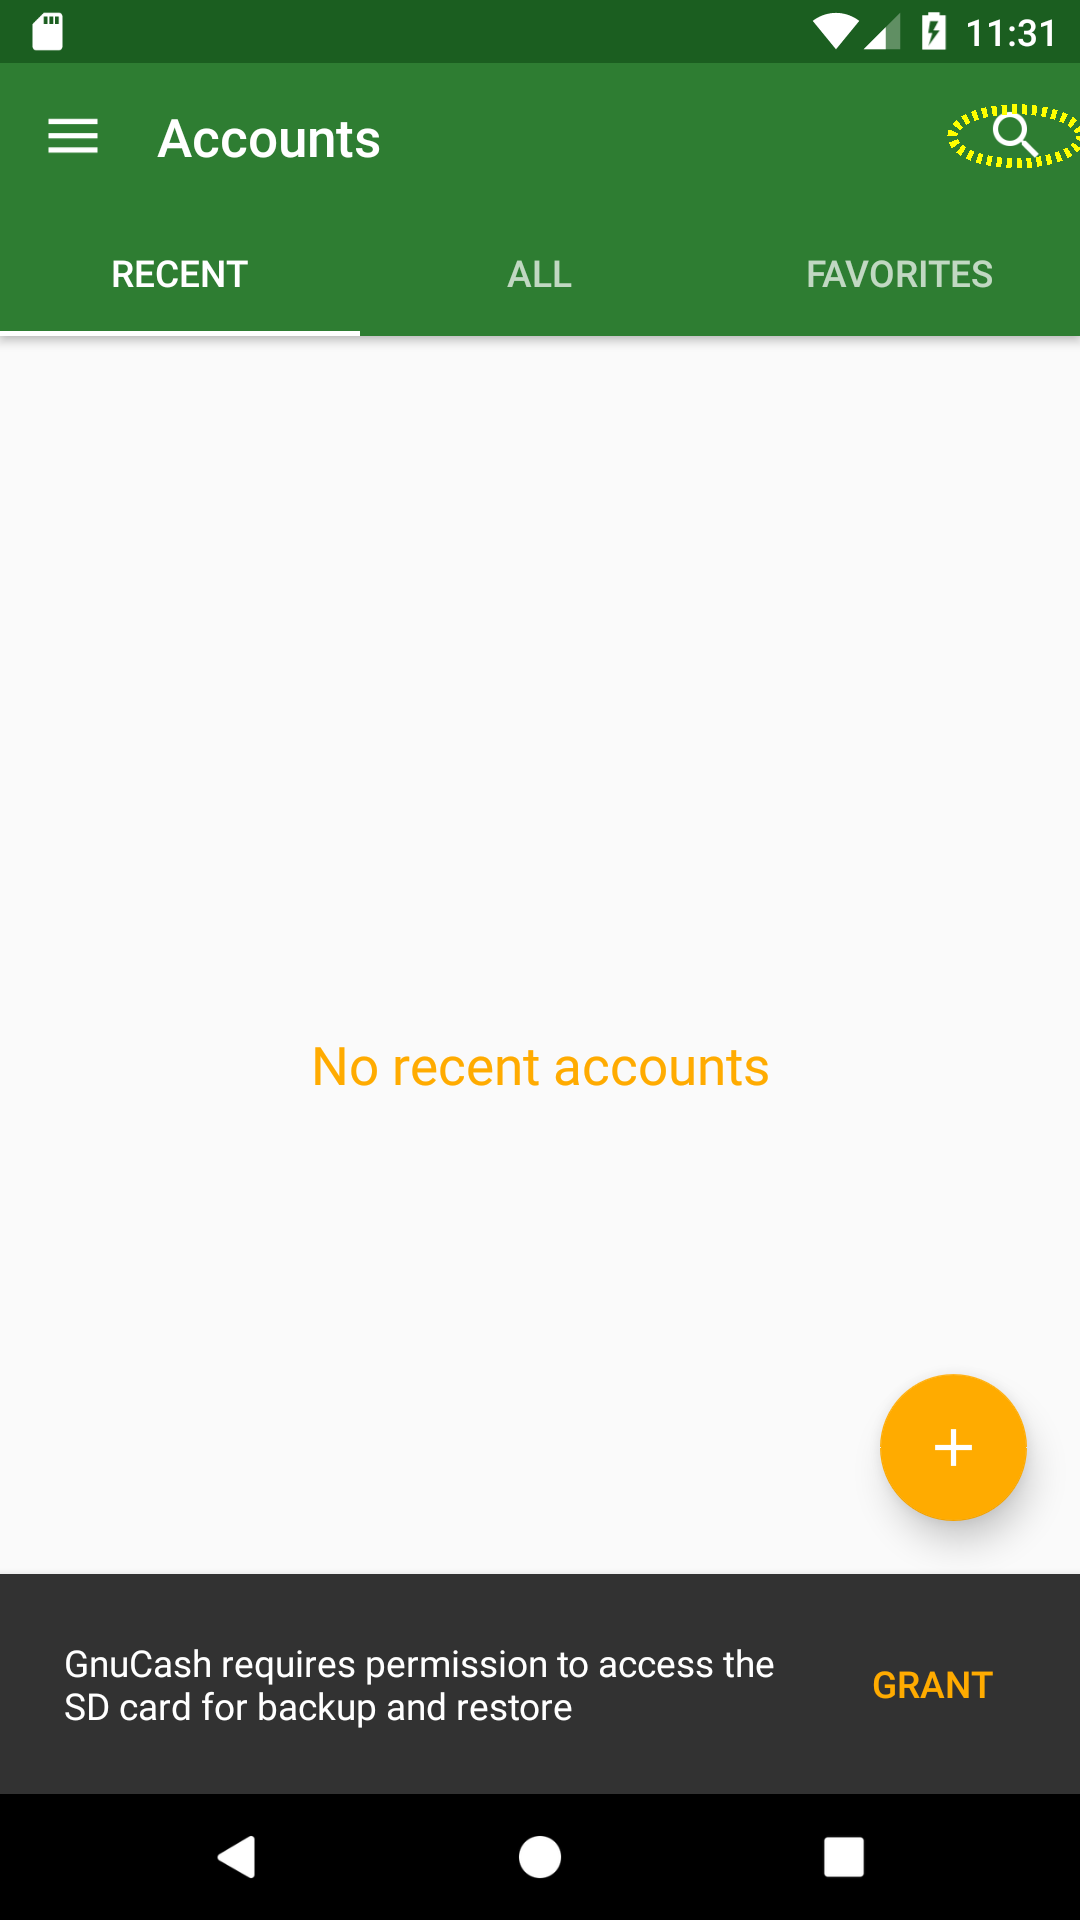 11:31
Accounts
RECENT
ALL
FAVORITES
No recent accounts
GnuCash requires permission to access the
SD card for backup and restore
GRANT